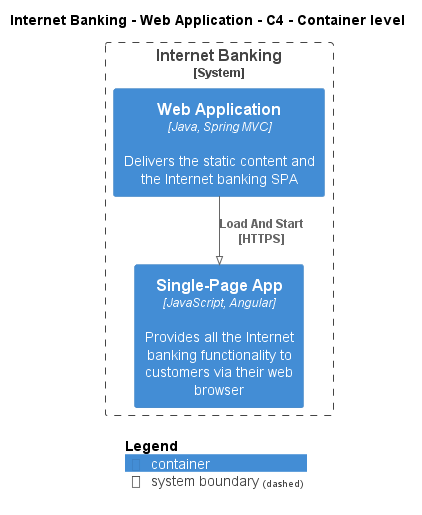 Internet Banking - Web Application - C4 - Container level
Internet Banking
[System]
Web Application
[Java, Spring MVC]
Delivers the static content and
the Internet banking SPA
Load And Start
[HTTPS]
Single-Page App
[JavaScript, Angular]
Provides all the Internet
banking functionality to
customers via their web
browser
Legend
container
system boundary (dashed)